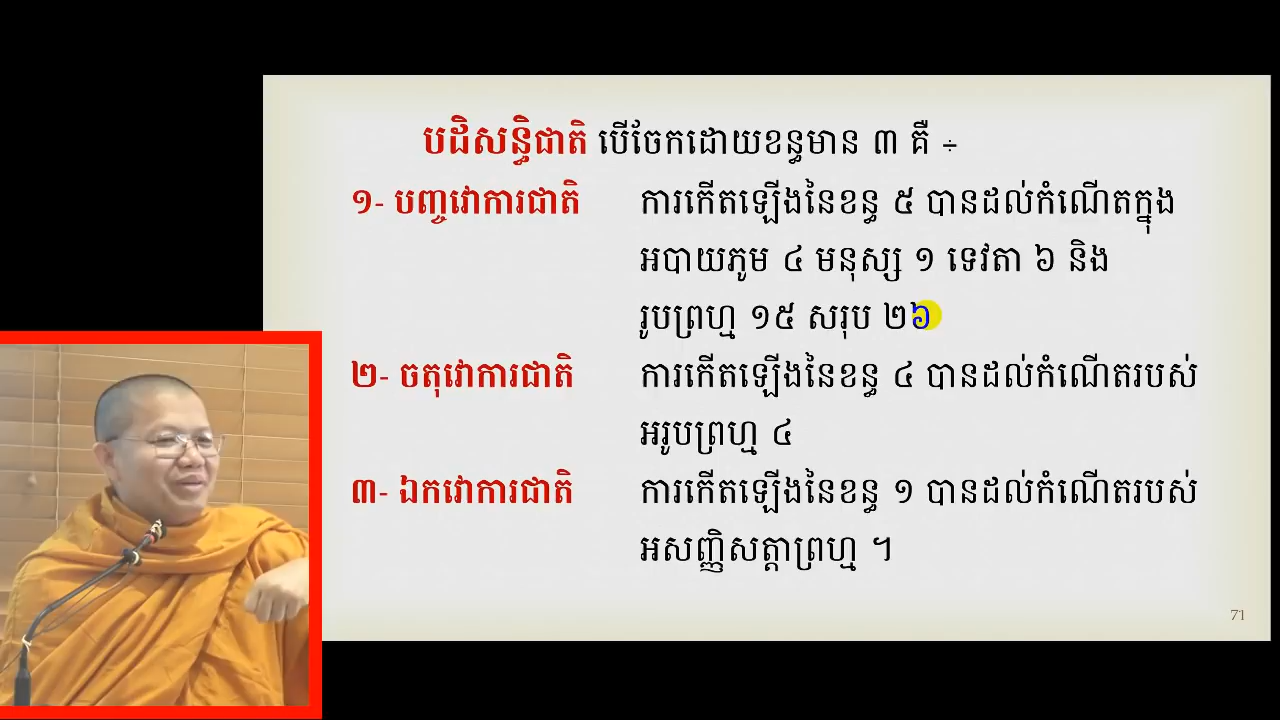 បដិសន្ធិជាតិ បើចែកដោយខន្ធមាន ៣ គឺ ÷
១- បញ្ចវោការជាតិ ការកើតឡើងនៃខន្ធ ៥ បានដល់កំណើតក្នុង
អបាយភូម ៤ មនុស្ស ១ ទេវតា ៦ និង
រូបព្រហ្ម ១៥ សរុប ២៦
២- ចតុវោការជាតិ ការកើតឡើងនៃខន្ធ ៤ បានដល់កំណើតរបស់
អរូបព្រហ្ម ៤
៣- ឯកវោការជាតិ ការកើតឡើងនៃខន្ធ ១ បានដល់កំណើតរបស់
អសញ្ញិសត្តាព្រហ្ម ។
71